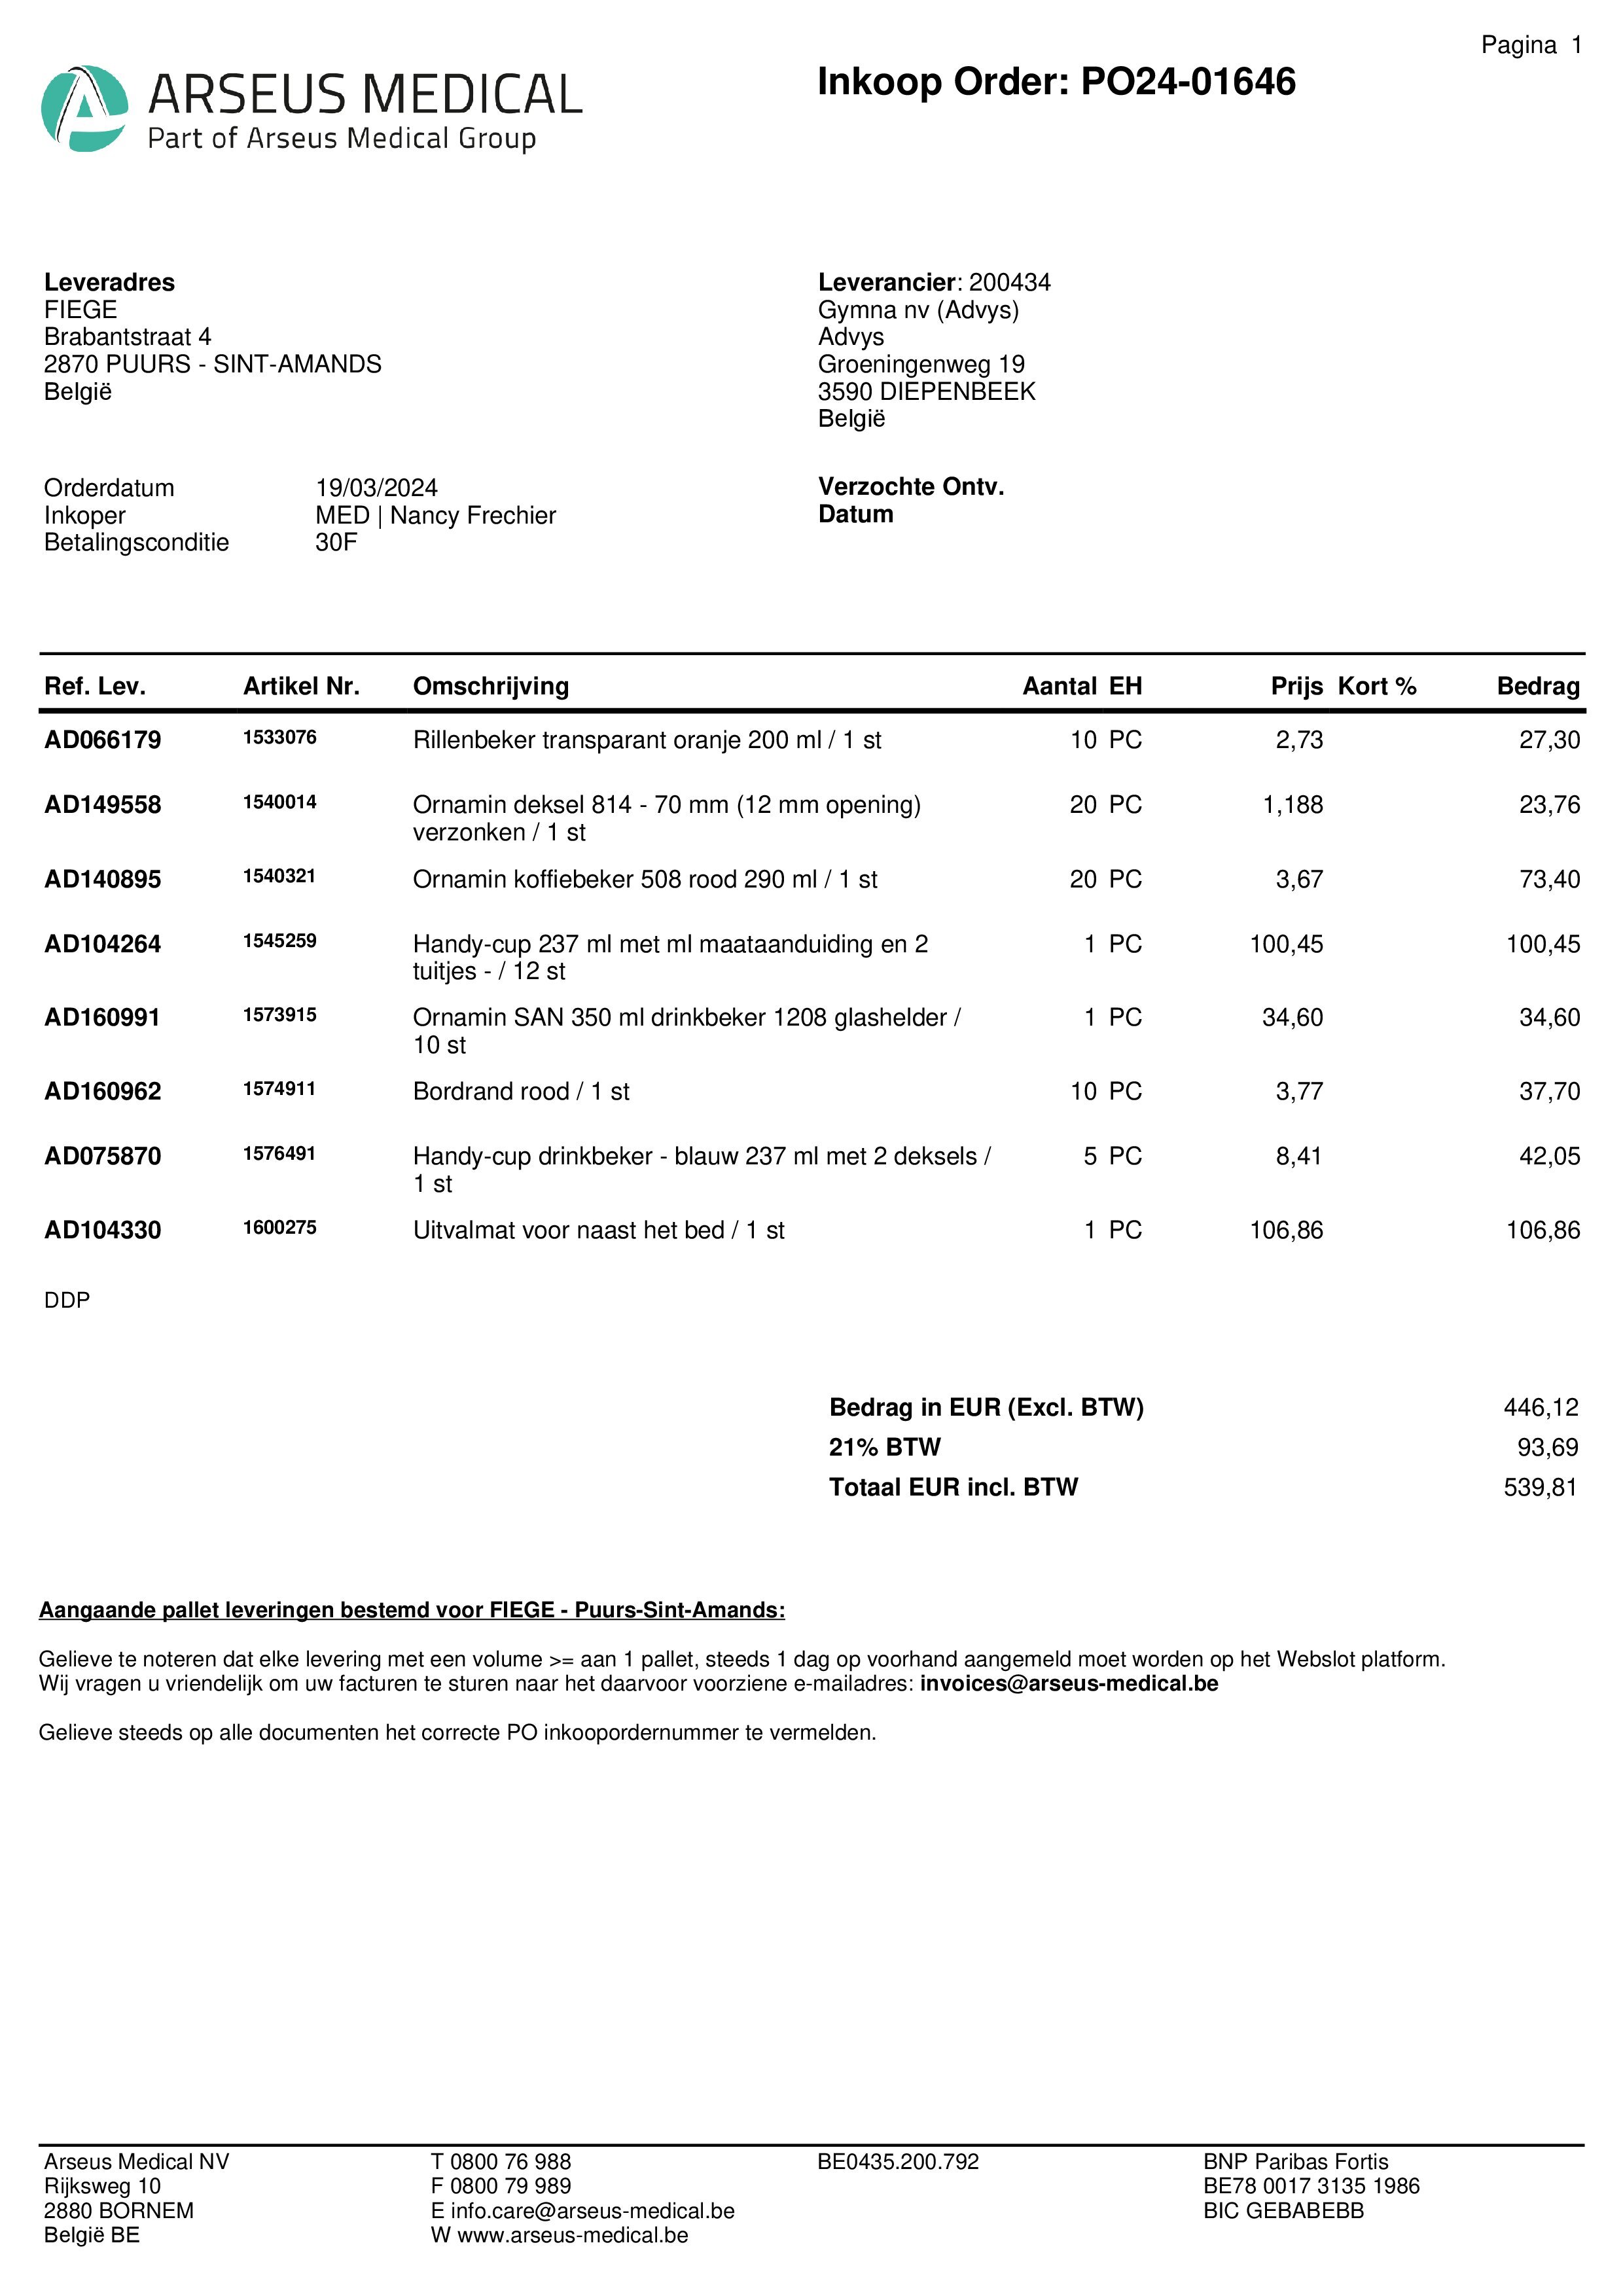 Pagina 1
ARSEUS MEDICAL
Part of Arseus Medical Group
Inkoop Order: PO24-01646
Leveradres
FIEGE
Brabantstraat 4
2870 PUURS - SINT-AMANDS
België
Leverancier: 200434
Gymna nv (Advys)
Advys
Groeningenweg 19
3590 DIEPENBEEK
België
Orderdatum 19/03/2024
Inkoper MED | Nancy Frechier
Betalingsconditie 30F
Verzochte Ontv.
Datum
Ref. Lev. Artikel Nr. Omschrijving Aantal EH Prijs Kort % Bedrag
AD066179 1533076 Rillenbeker transparant oranje 200 ml / 1 st 10 PC 2,73 27,30
AD149558 1540014 Ornamin deksel 814 - 70 mm (12 mm opening) 20 PC 1,188 23,76
verzonken / 1 st
AD140895 1540321 Ornamin koffiebeker 508 rood 290 ml / 1 st 20 PC 3,67 73,40
AD104264 1545259 Handy-cup 237 ml met ml maataanduiding en 2 1 PC 100,45 100,45
tuitjes - / 12 st
AD160991 1573915 Ornamin SAN 350 ml drinkbeker 1208 glashelder / 1 PC 34,60 34,60
10 st
AD160962 1574911 Bordrand rood / 1 st 10 PC 3,77 37,70
AD075870 1576491 Handy-cup drinkbeker - blauw 237 ml met 2 deksels / 5 PC 8,41 42,05
1 st
AD104330 1600275 Uitvalmat voor naast het bed / 1 st 1 PC 106,86 106,86
DDP
Bedrag in EUR (Excl. BTW) 446,12
21% BTW 93,69
Totaal EUR incl. BTW 539,81
Aangaande pallet leveringen bestemd voor FIEGE - Puurs-Sint-Amands:
Gelieve te noteren dat elke levering met een volume >= aan 1 pallet, steeds 1 dag op voorhand aangemeld moet worden op het Webslot platform.
Wij vragen u vriendelijk om uw facturen te sturen naar het daarvoor voorziene e-mailadres: invoices@arseus-medical.be
Gelieve steeds op alle documenten het correcte PO inkoopordernummer te vermelden.
Arseus Medical NV
Rijksweg 10
2880 BORNEM
België BE
T 0800 76 988
F 0800 79 989
E info.care@arseus-medical.be
W www.arseus-medical.be
BE0435.200.792
BNP Paribas Fortis
BE78 0017 3135 1986
BIC GEBABEBB